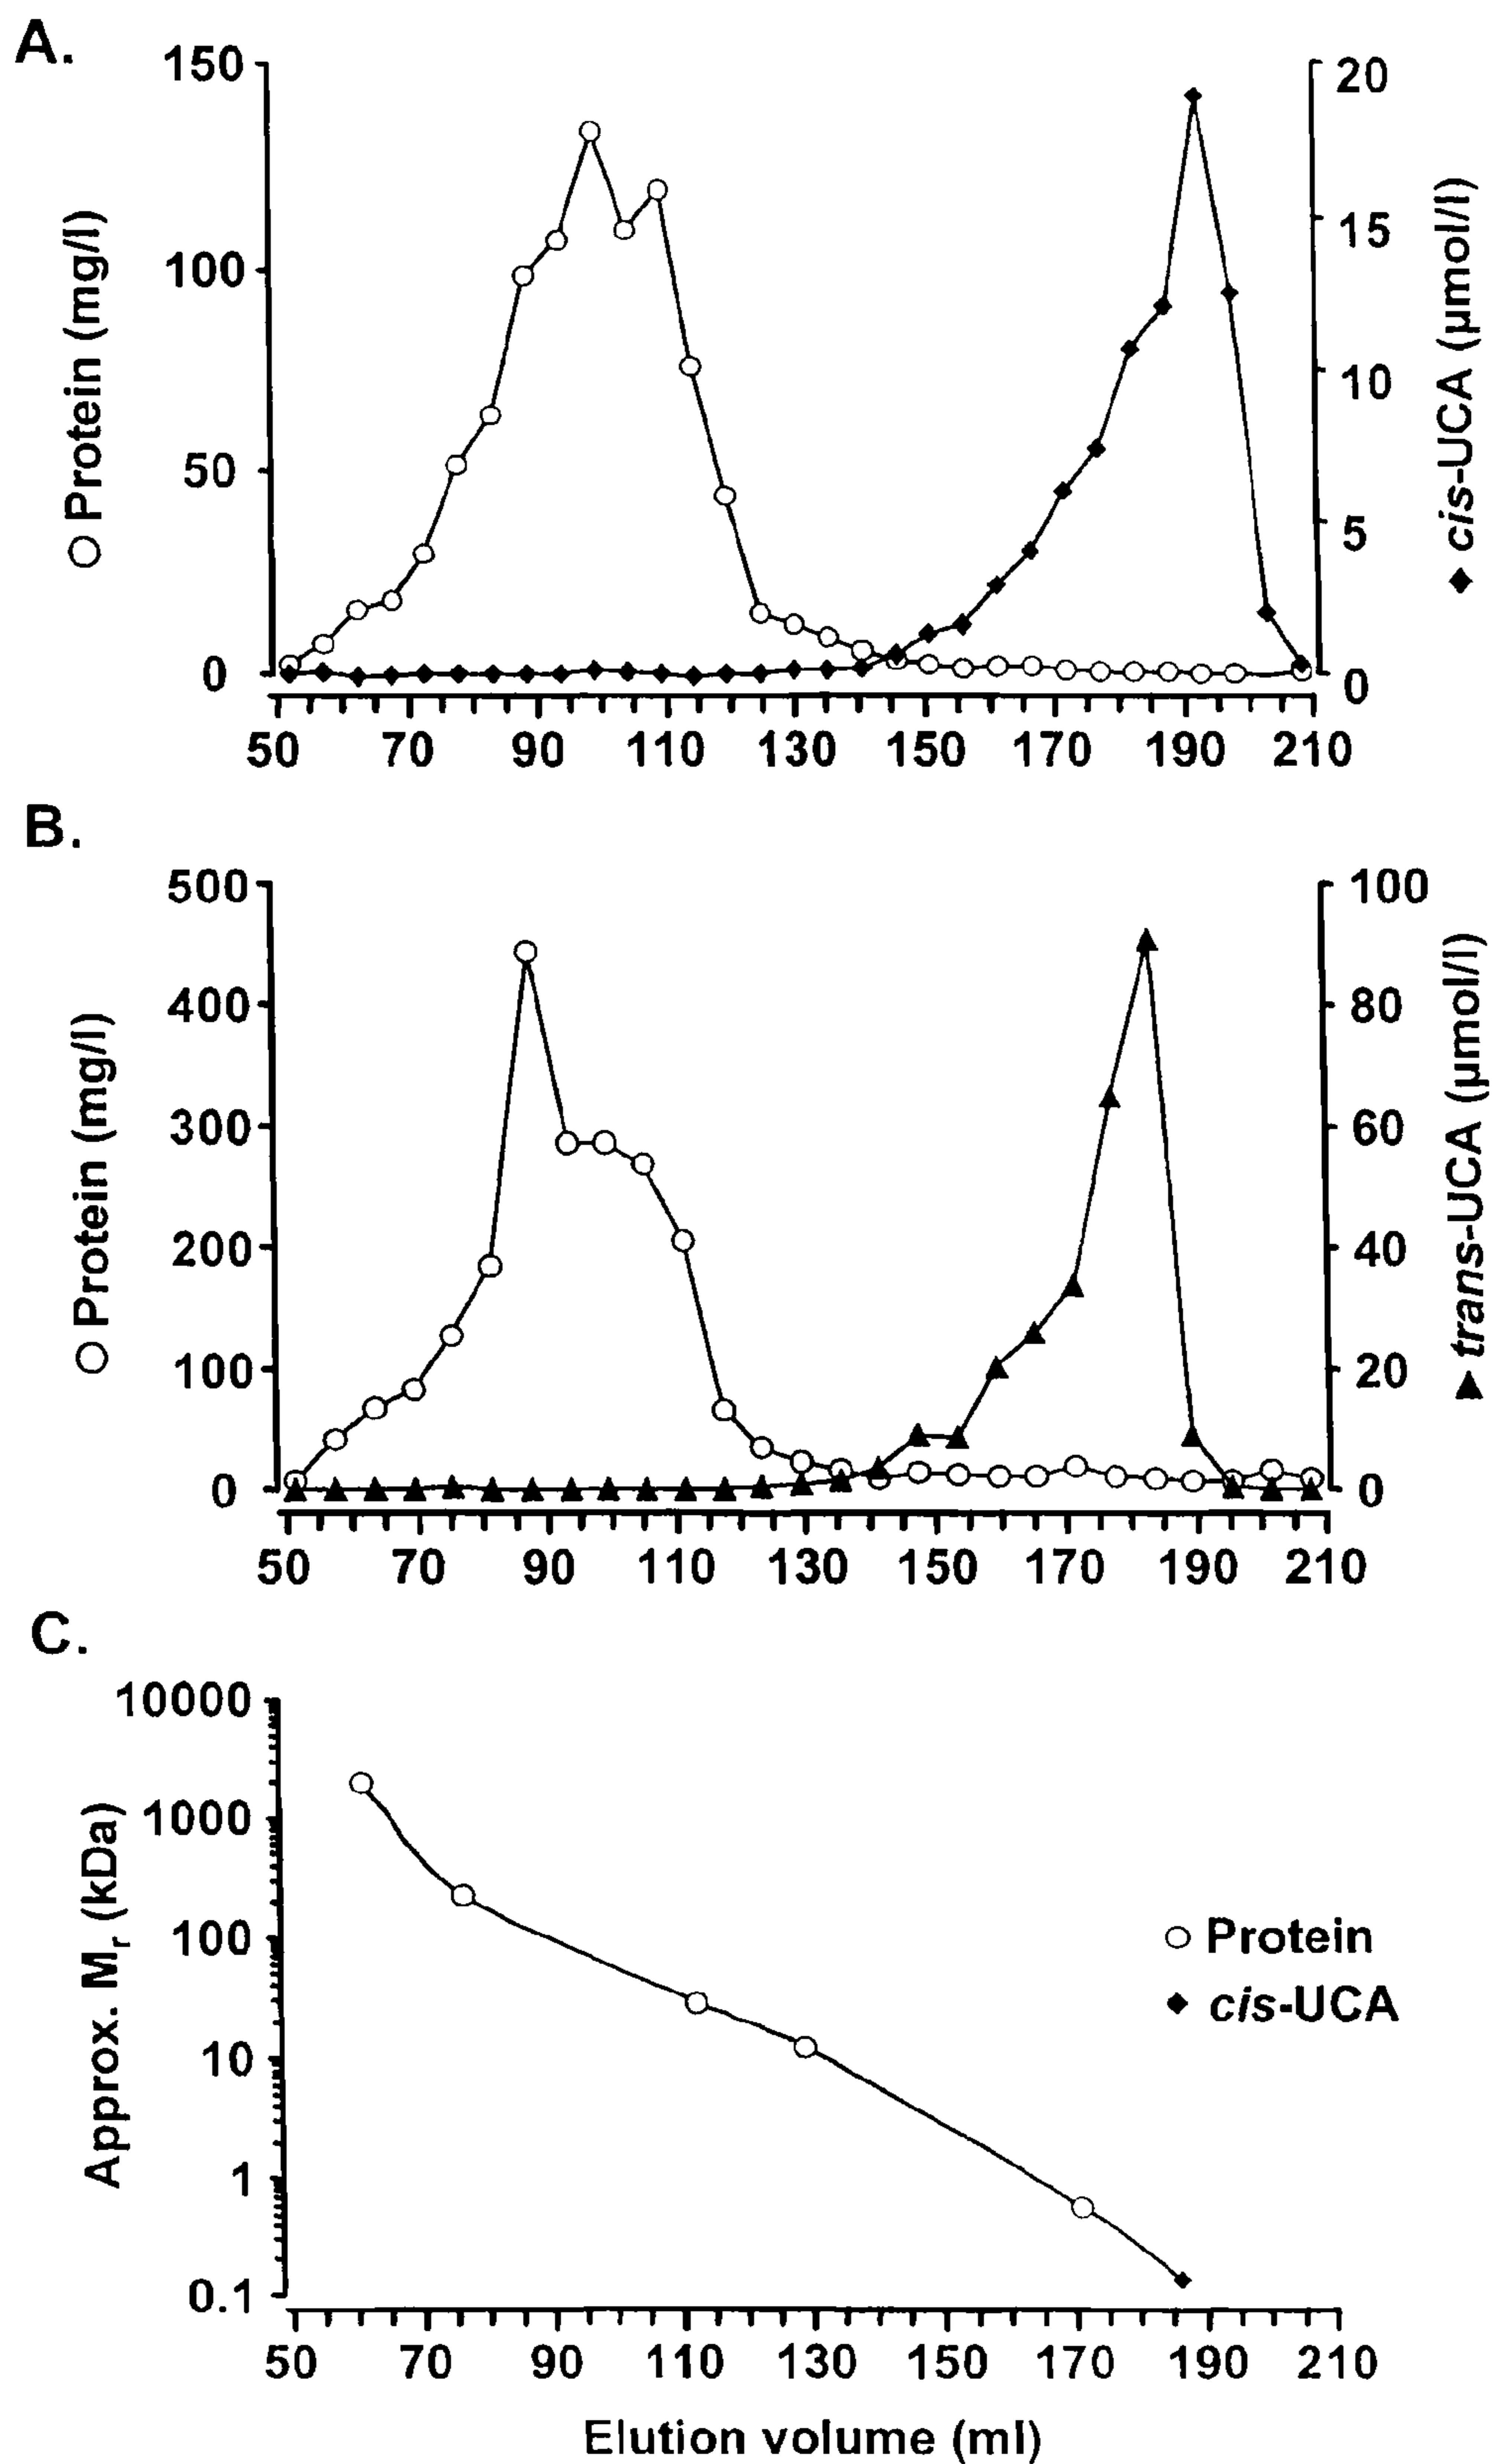 A.
150
100
50
0
○ Protein (mg/l)
20
15
10
5
0
◆ cis-UCA (μmol/l)
50 70 90 110 130 150 170 190 210
B.
500
400
300
200
100
0
○ Protein (mg/l)
100
80
60
40
20
0
▲ trans-UCA (μmol/l)
50 70 90 110 130 150 170 190 210
C.
10000
1000
100
10
1
0.1
Approx. Mr (kDa)
○ Protein
◆ cis-UCA
50 70 90 110 130 150 170 190 210
Elution volume (ml)